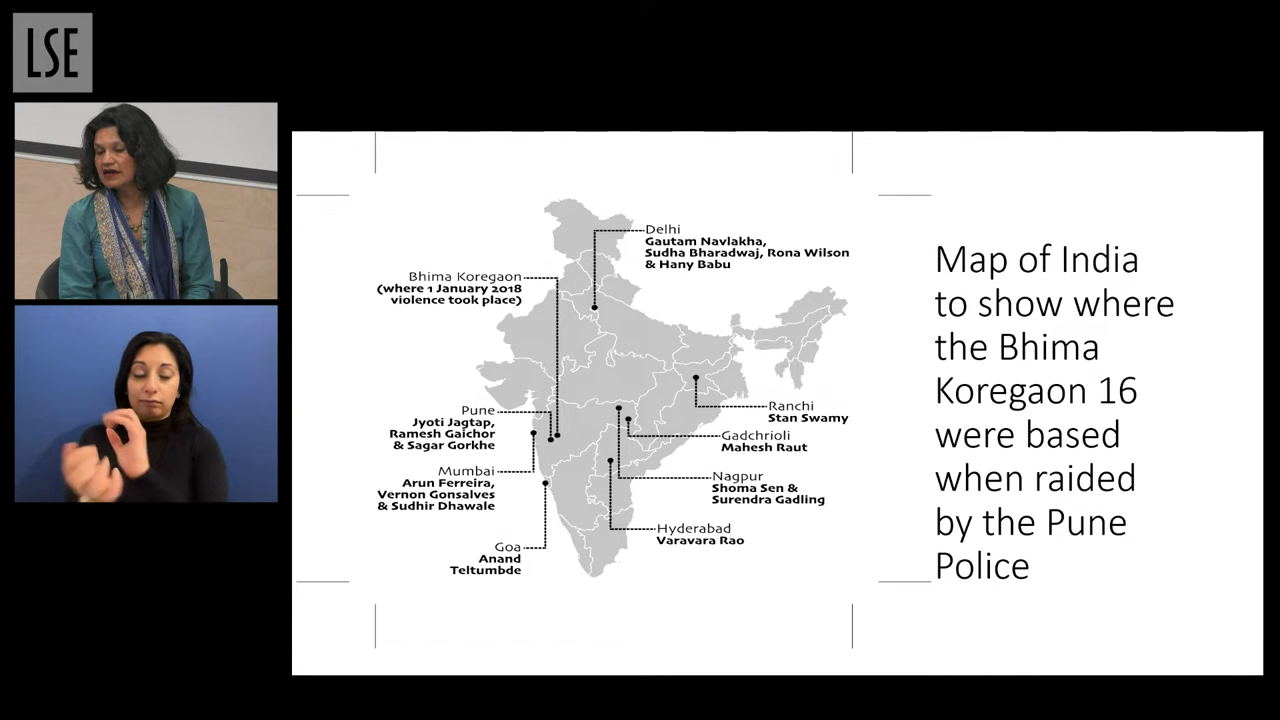 LSE
Delhi
Gautam Navlakha,
Sudha Bharadwaj, Rona Wilson
& Hany Babu
Bhima Koregaon
(where 1 January 2018
violence took place)
Pune
Jyoti Jagtap,
Ramesh Gaichor
& Sagar Gorkhe
Mumbai
Arun Ferreira,
Vernon Gonsalves
& Sudhir Dhawale
Goa
Anand
Teltumbde
Ranchi
Stan Swamy
Gadchrioli
Mahesh Raut
Nagpur
Shoma Sen &
Surendra Gadling
Hyderabad
Varavara Rao
Map of India
to show where
the Bhima
Koregaon 16
were based
when raided
by the Pune
Police